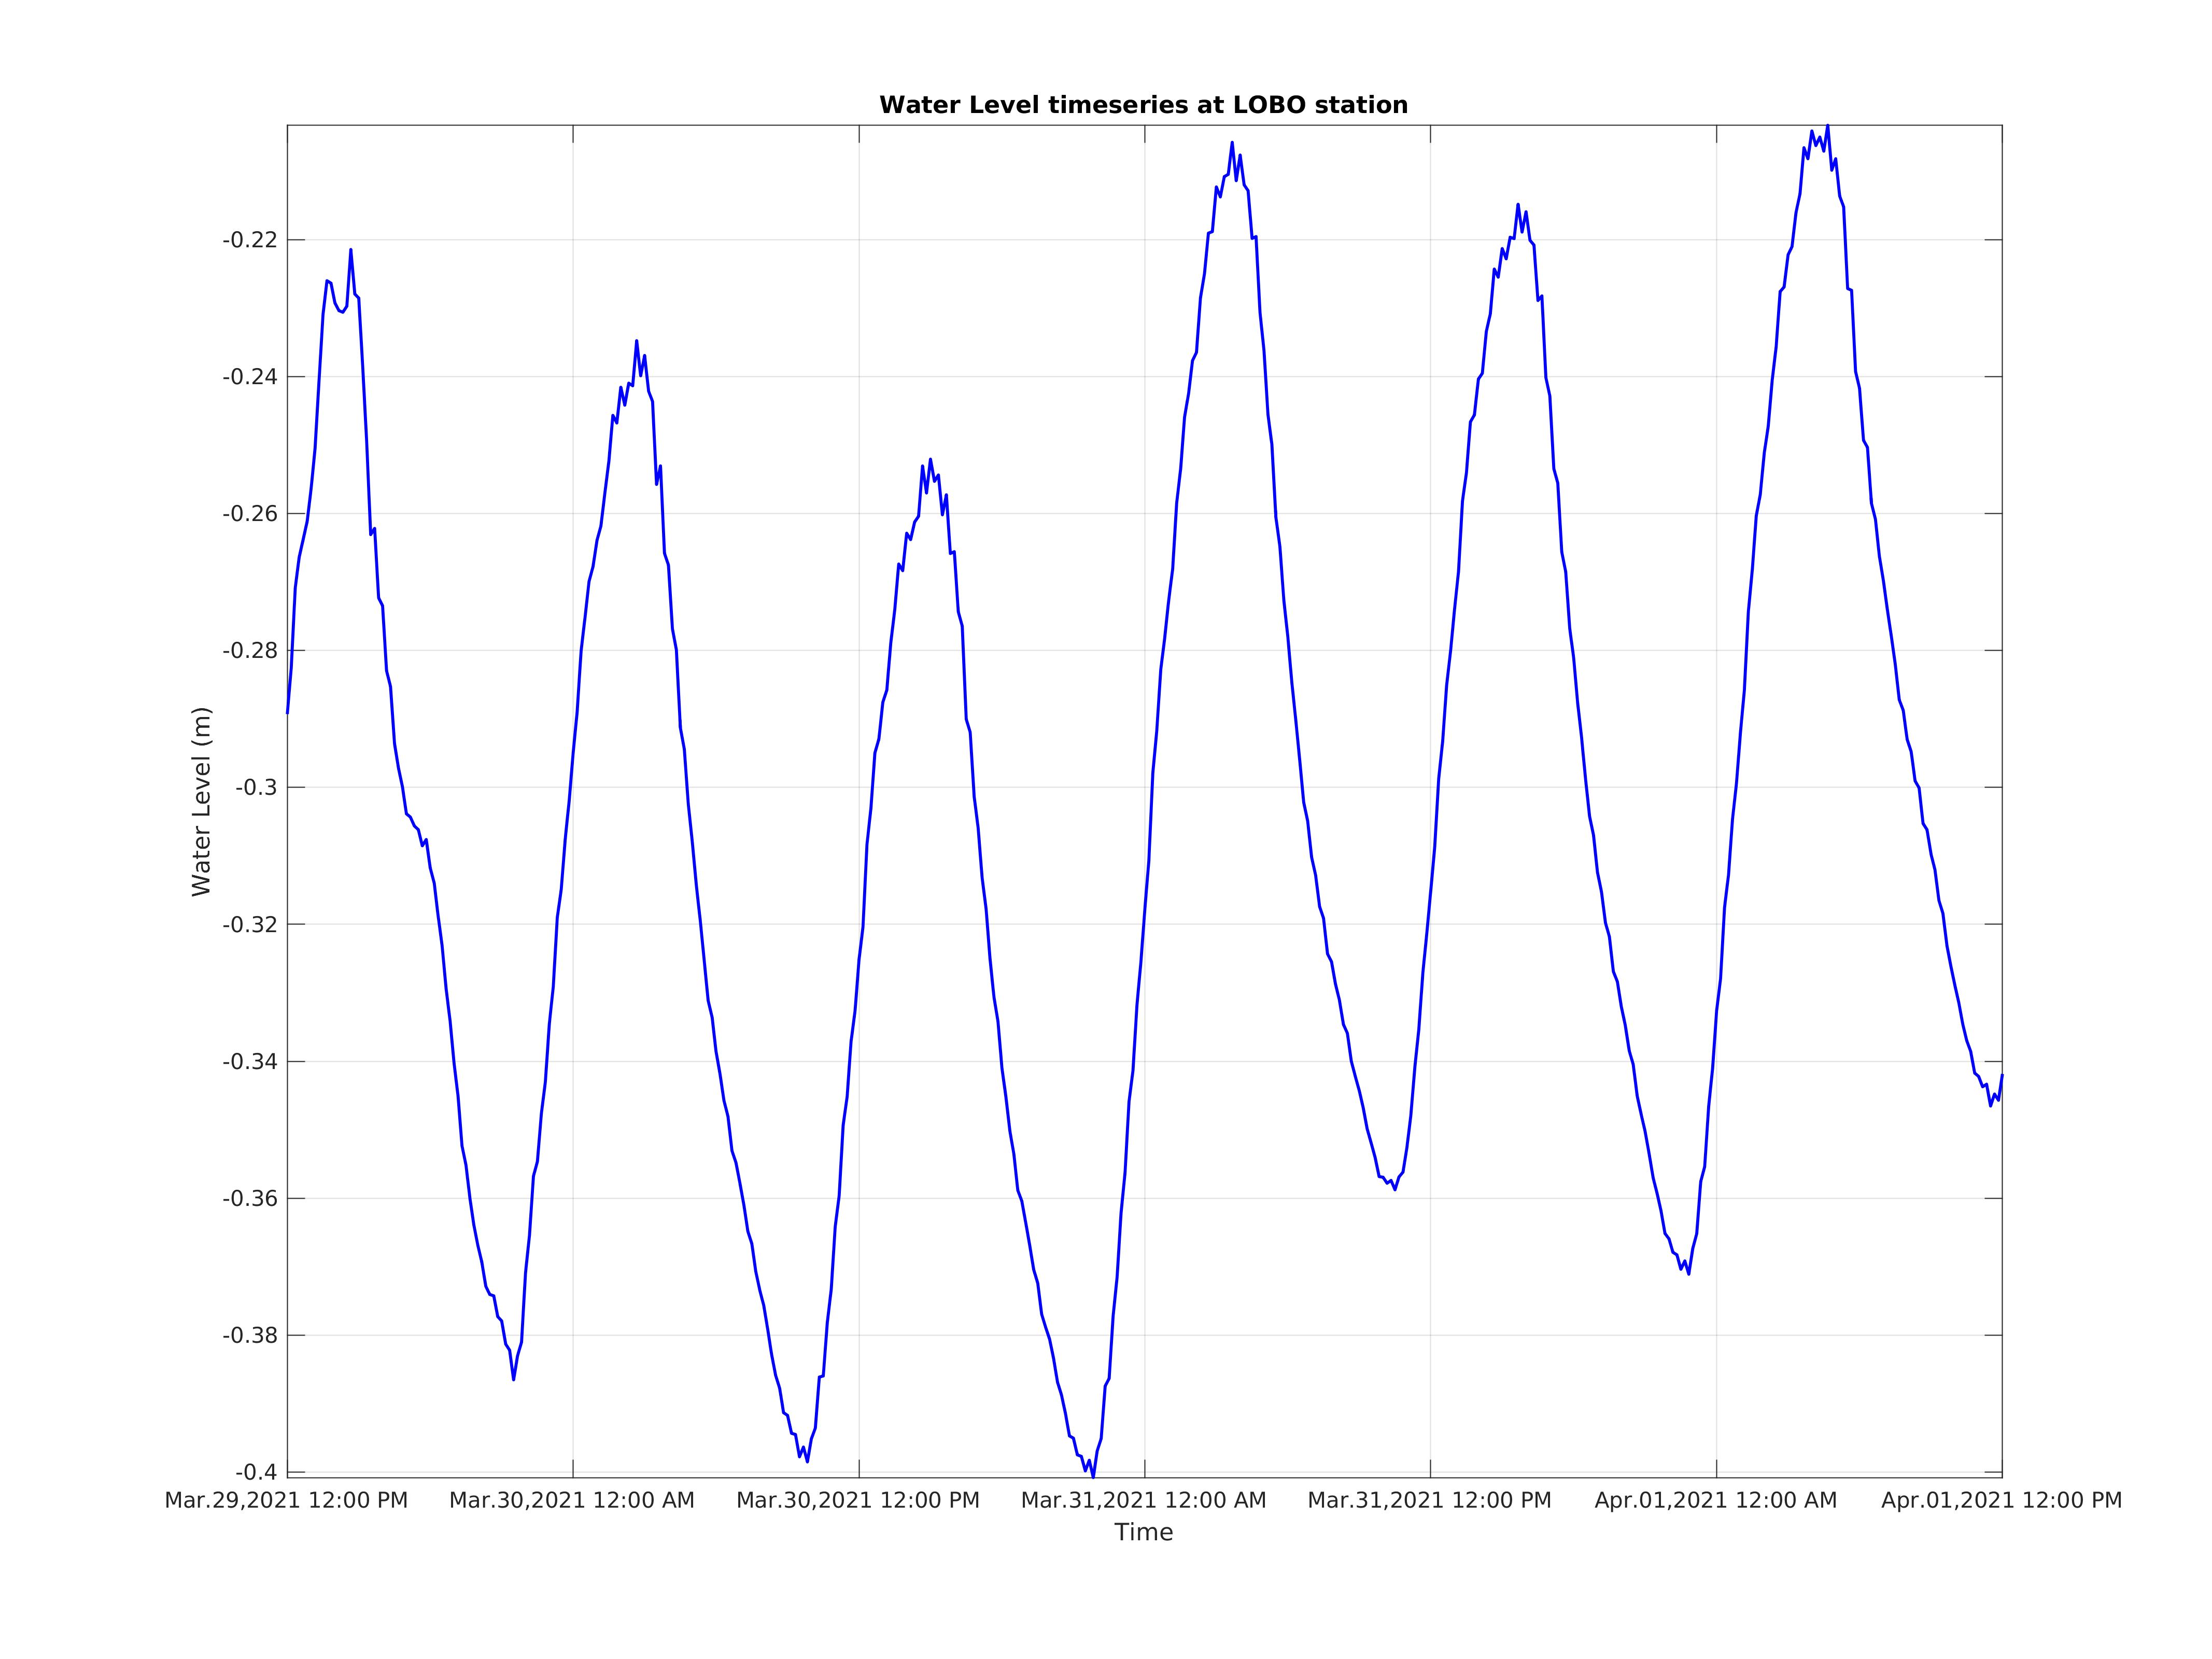 Water Level timeseries at LOBO station
-0.22
-0.24
-0.26
-0.28
-0.3
-0.32
-0.34
-0.36
-0.38
-0.4
Water Level (m)
Mar.29,2021 12:00 PM
Mar.30,2021 12:00 AM
Mar.30,2021 12:00 PM
Mar.31,2021 12:00 AM
Mar.31,2021 12:00 PM
Apr.01,2021 12:00 AM
Apr.01,2021 12:00 PM
Time